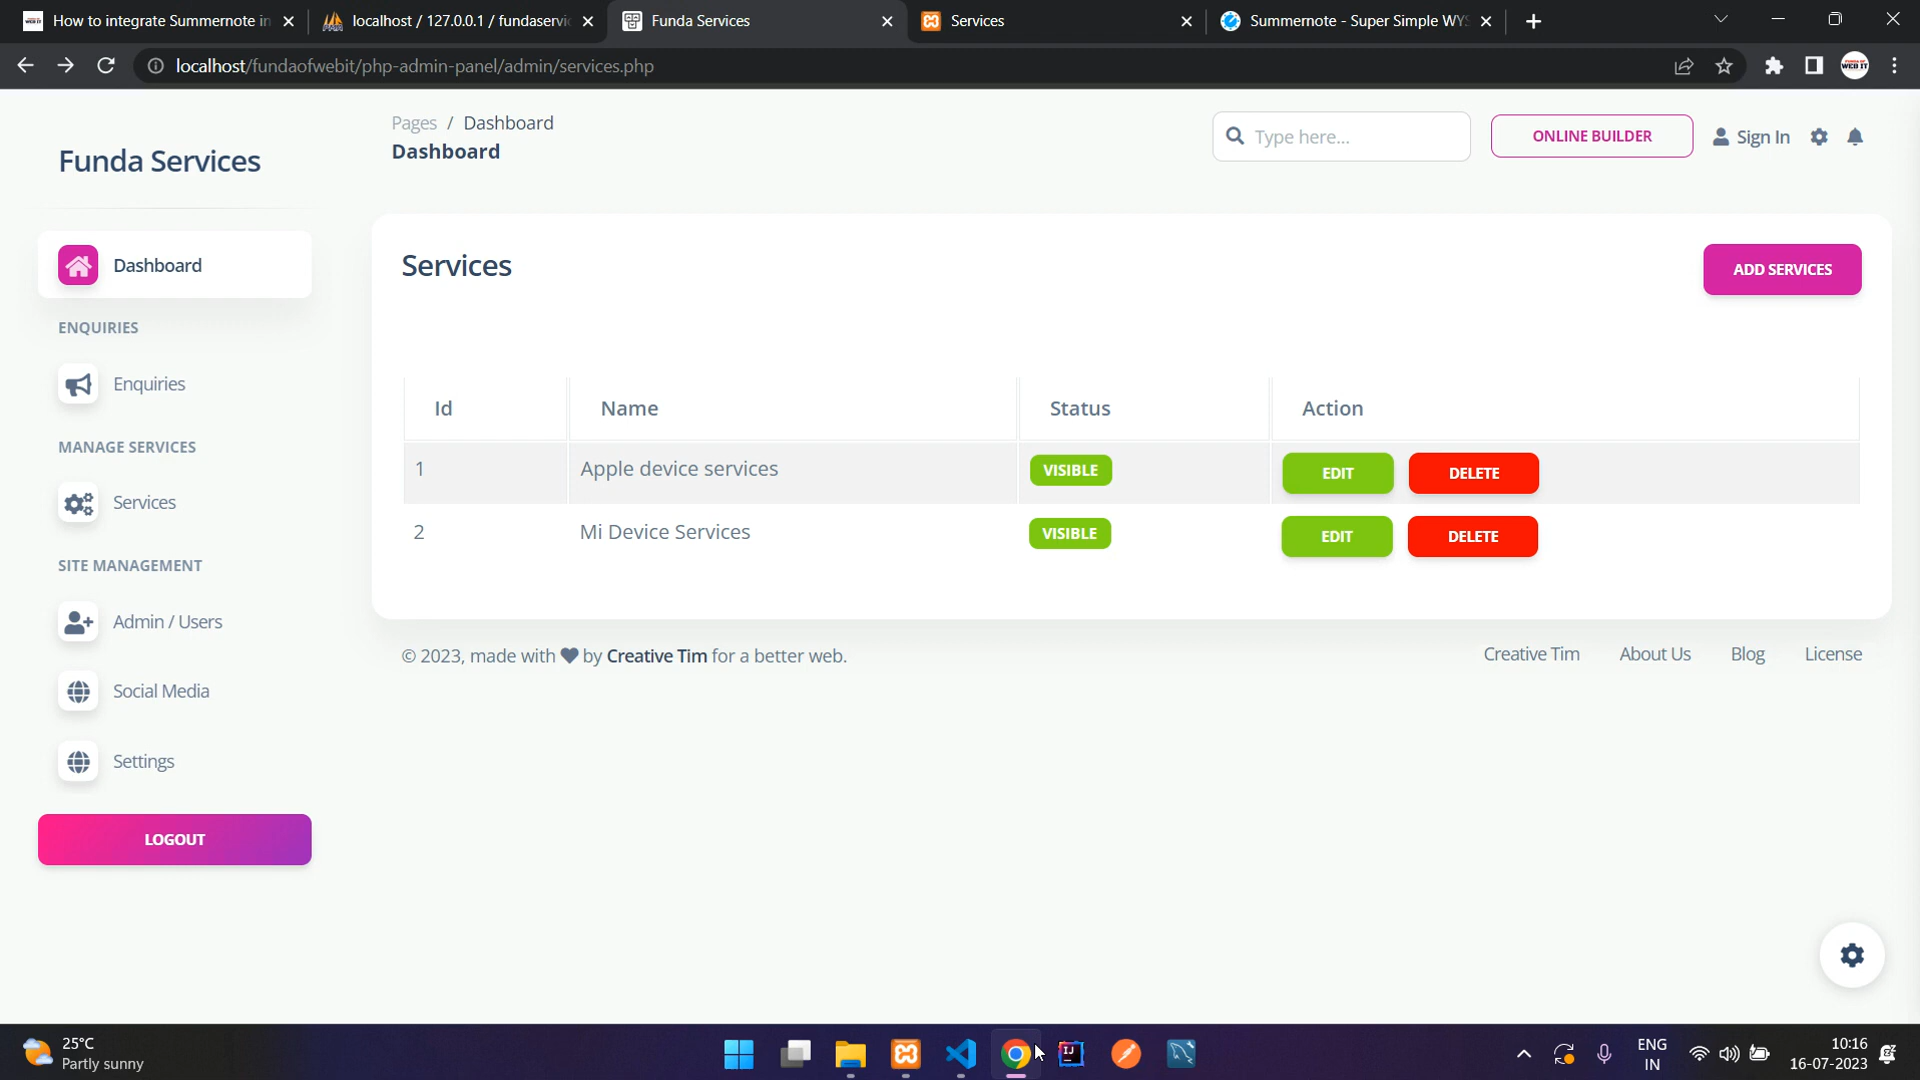 How to integrate Summernote in
localhost / 127.0.0.1 / fundaservic
Funda Services
Services
Summernote - Super Simple WYS
localhost/fundaofwebit/php-admin-panel/admin/services.php
WEB IT
Funda Services
Pages / Dashboard
Dashboard
Type here...
ONLINE BUILDER
Sign In
Dashboard
ENQUIRIES
Enquiries
MANAGE SERVICES
Services
SITE MANAGEMENT
Admin / Users
Social Media
Settings
LOGOUT
Services
ADD SERVICES
Id Name Status Action
1 Apple device services VISIBLE EDIT DELETE
2 Mi Device Services VISIBLE EDIT DELETE
© 2023, made with by Creative Tim for a better web.
Creative Tim About Us Blog License
25°C
Partly sunny
ENG
IN
10:16
16-07-2023